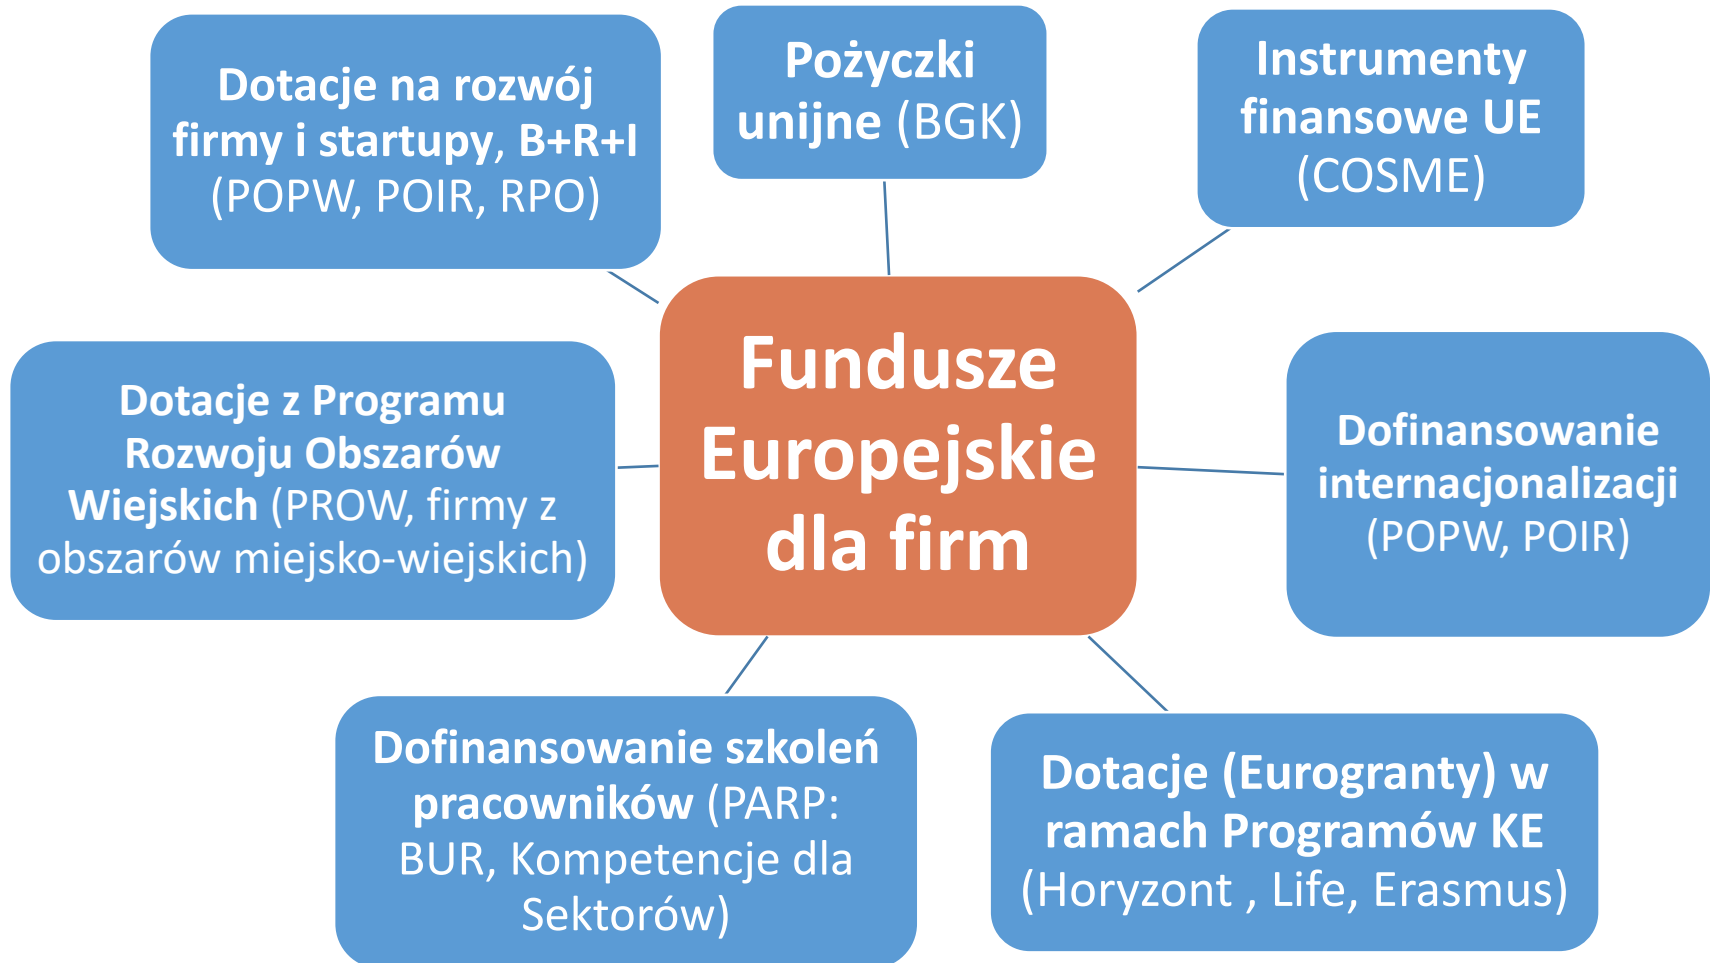 Dotacje na rozwój
firmy i startupy, B+R+I
(POPW, POIR, RPO)
Pożyczki
unijne (BGK)
Instrumenty
finansowe UE
(COSME)
Fundusze
Europejskie
dla firm
Dotacje z Programu
Rozwoju Obszarów
Wiejskich (PROW, firmy z
obszarów miejsko-wiejskich)
Dofinansowanie
internacjonalizacji
(POPW, POIR)
Dofinansowanie szkoleń
pracowników (PARP:
BUR, Kompetencje dla
Sektorów)
Dotacje (Eurogranty) w
ramach Programów KE
(Horyzont , Life, Erasmus)